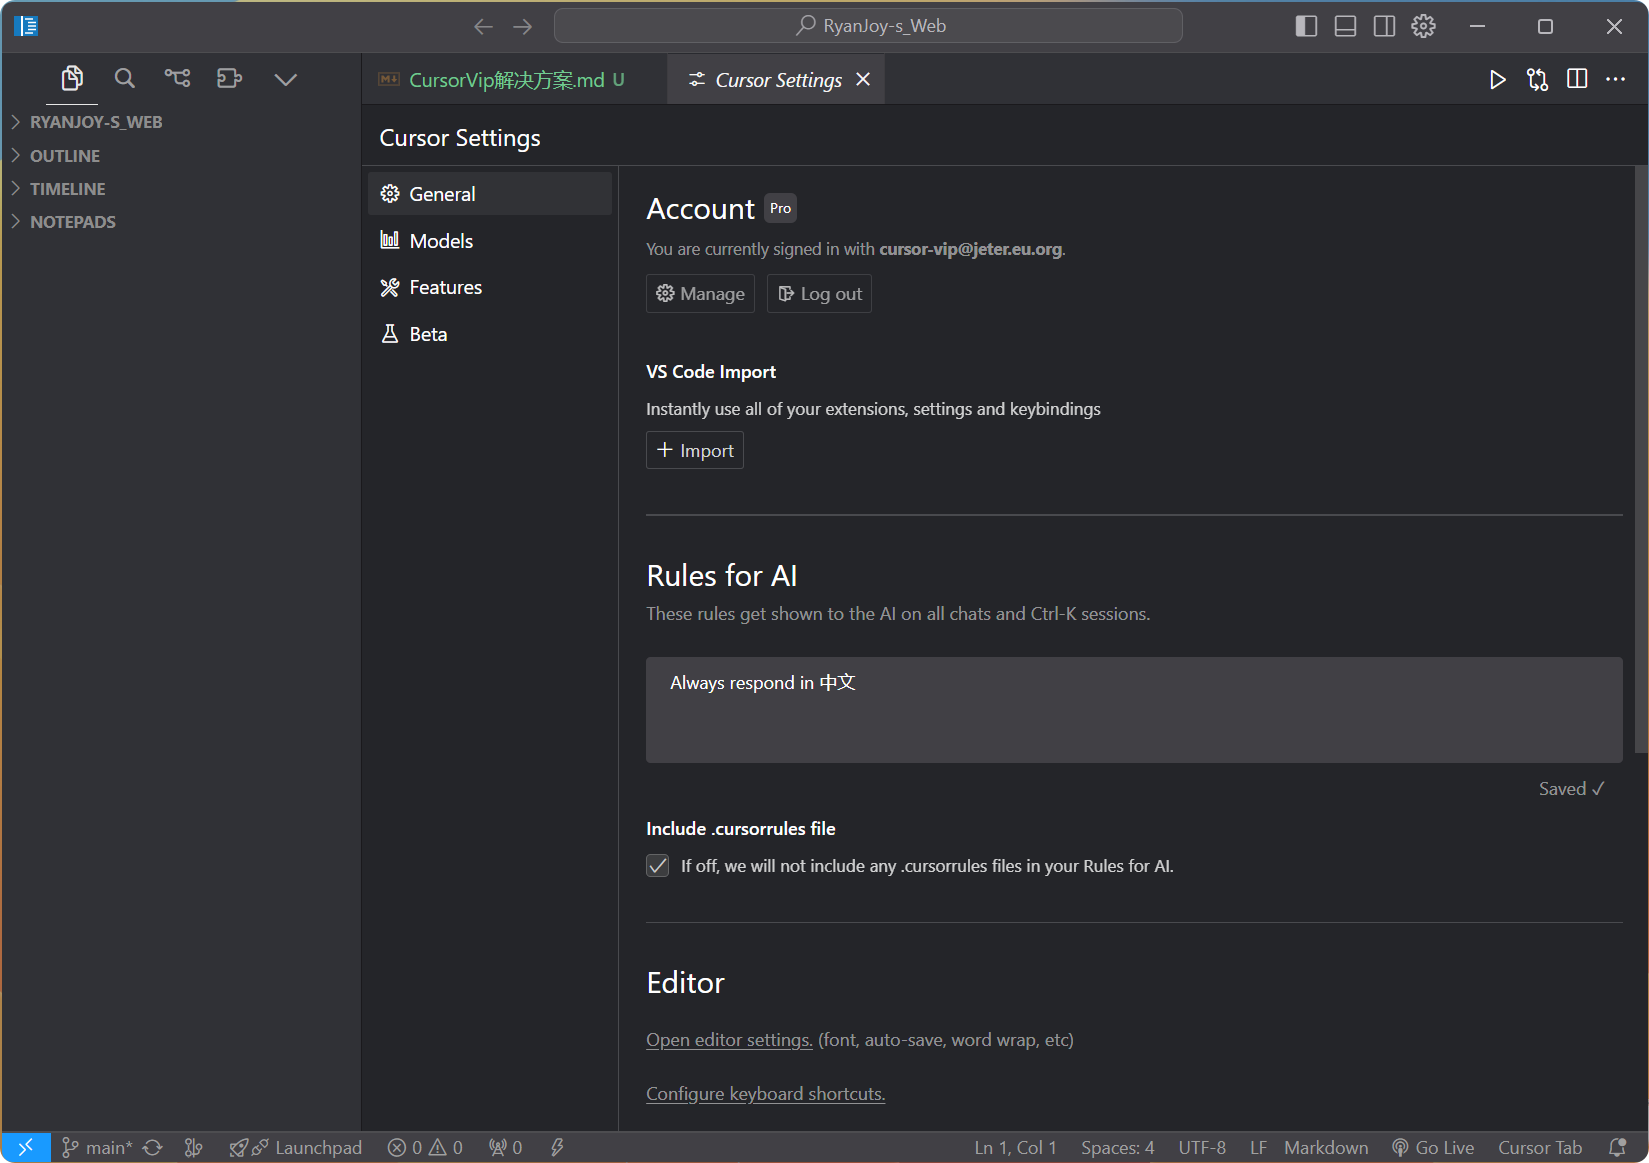 RyanJoy-s_Web
CursorVip解决方案.md U
Cursor Settings
RYANJOY-S_WEB
OUTLINE
TIMELINE
NOTEPADS
Cursor Settings
General
Models
Features
Beta
Account Pro
You are currently signed in with cursor-vip@jeter.eu.org.
Manage Log out
VS Code Import
Instantly use all of your extensions, settings and keybindings
Import
Rules for AI
These rules get shown to the AI on all chats and Ctrl-K sessions.
Always respond in 中文
Saved ✓
Include .cursorrules file
If off, we will not include any .cursorrules files in your Rules for AI.
Editor
Open editor settings. (font, auto-save, word wrap, etc)
Configure keyboard shortcuts.
main* Launchpad 0 0 0 Ln 1, Col 1 Spaces: 4 UTF-8 LF Markdown Go Live Cursor Tab